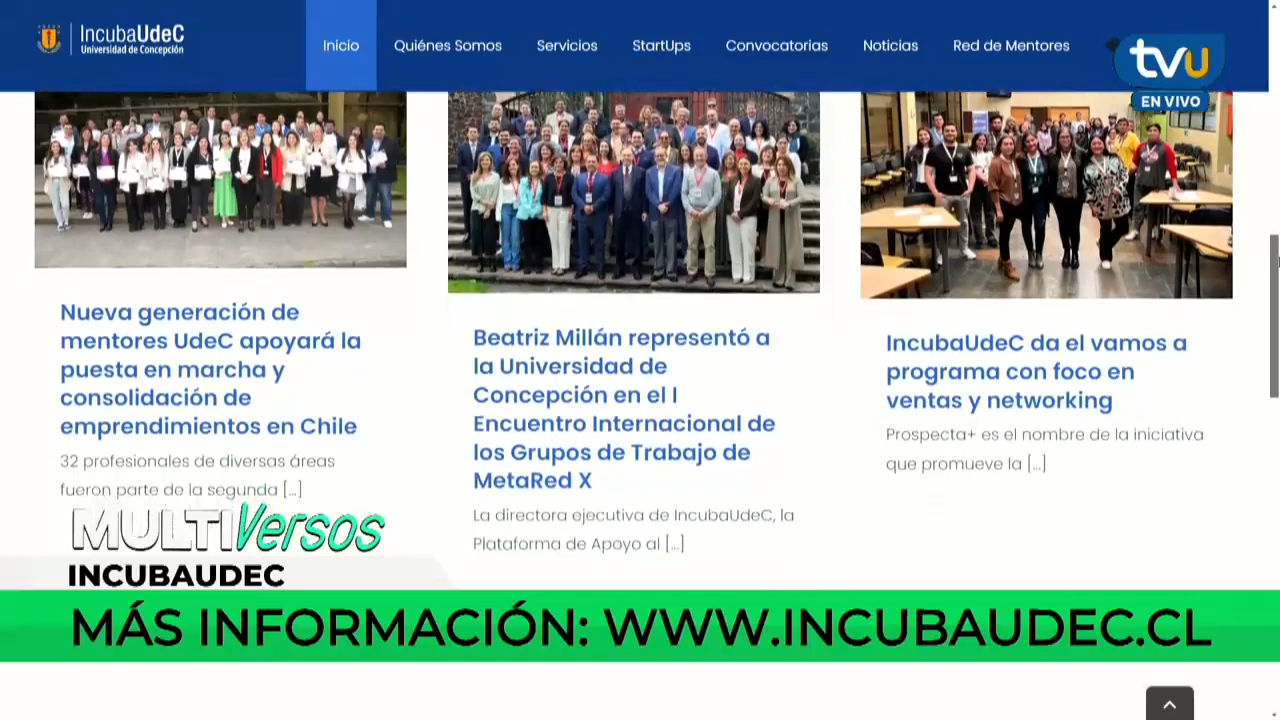 IncubaUdeC
Universidad de Concepción
Inicio
Quiénes Somos
Servicios
StartUps
Convocatorias
Noticias
Red de Mentores
tvu
EN VIVO
Nueva generación de
mentores UdeC apoyará la
puesta en marcha y
consolidación de
emprendimientos en Chile
32 profesionales de diversas áreas
fueron parte de la segunda [...]
Beatriz Millán representó a
la Universidad de
Concepción en el I
Encuentro Internacional de
los Grupos de Trabajo de
MetaRed X
La directora ejecutiva de IncubaUdeC, la
Plataforma de Apoyo al [...]
IncubaUdeC da el vamos a
programa con foco en
ventas y networking
Prospecta+ es el nombre de la iniciativa
que promueve la [...]
MULTIVersos
INCUBAUDEC
MÁS INFORMACIÓN: WWW.INCUBAUDEC.CL